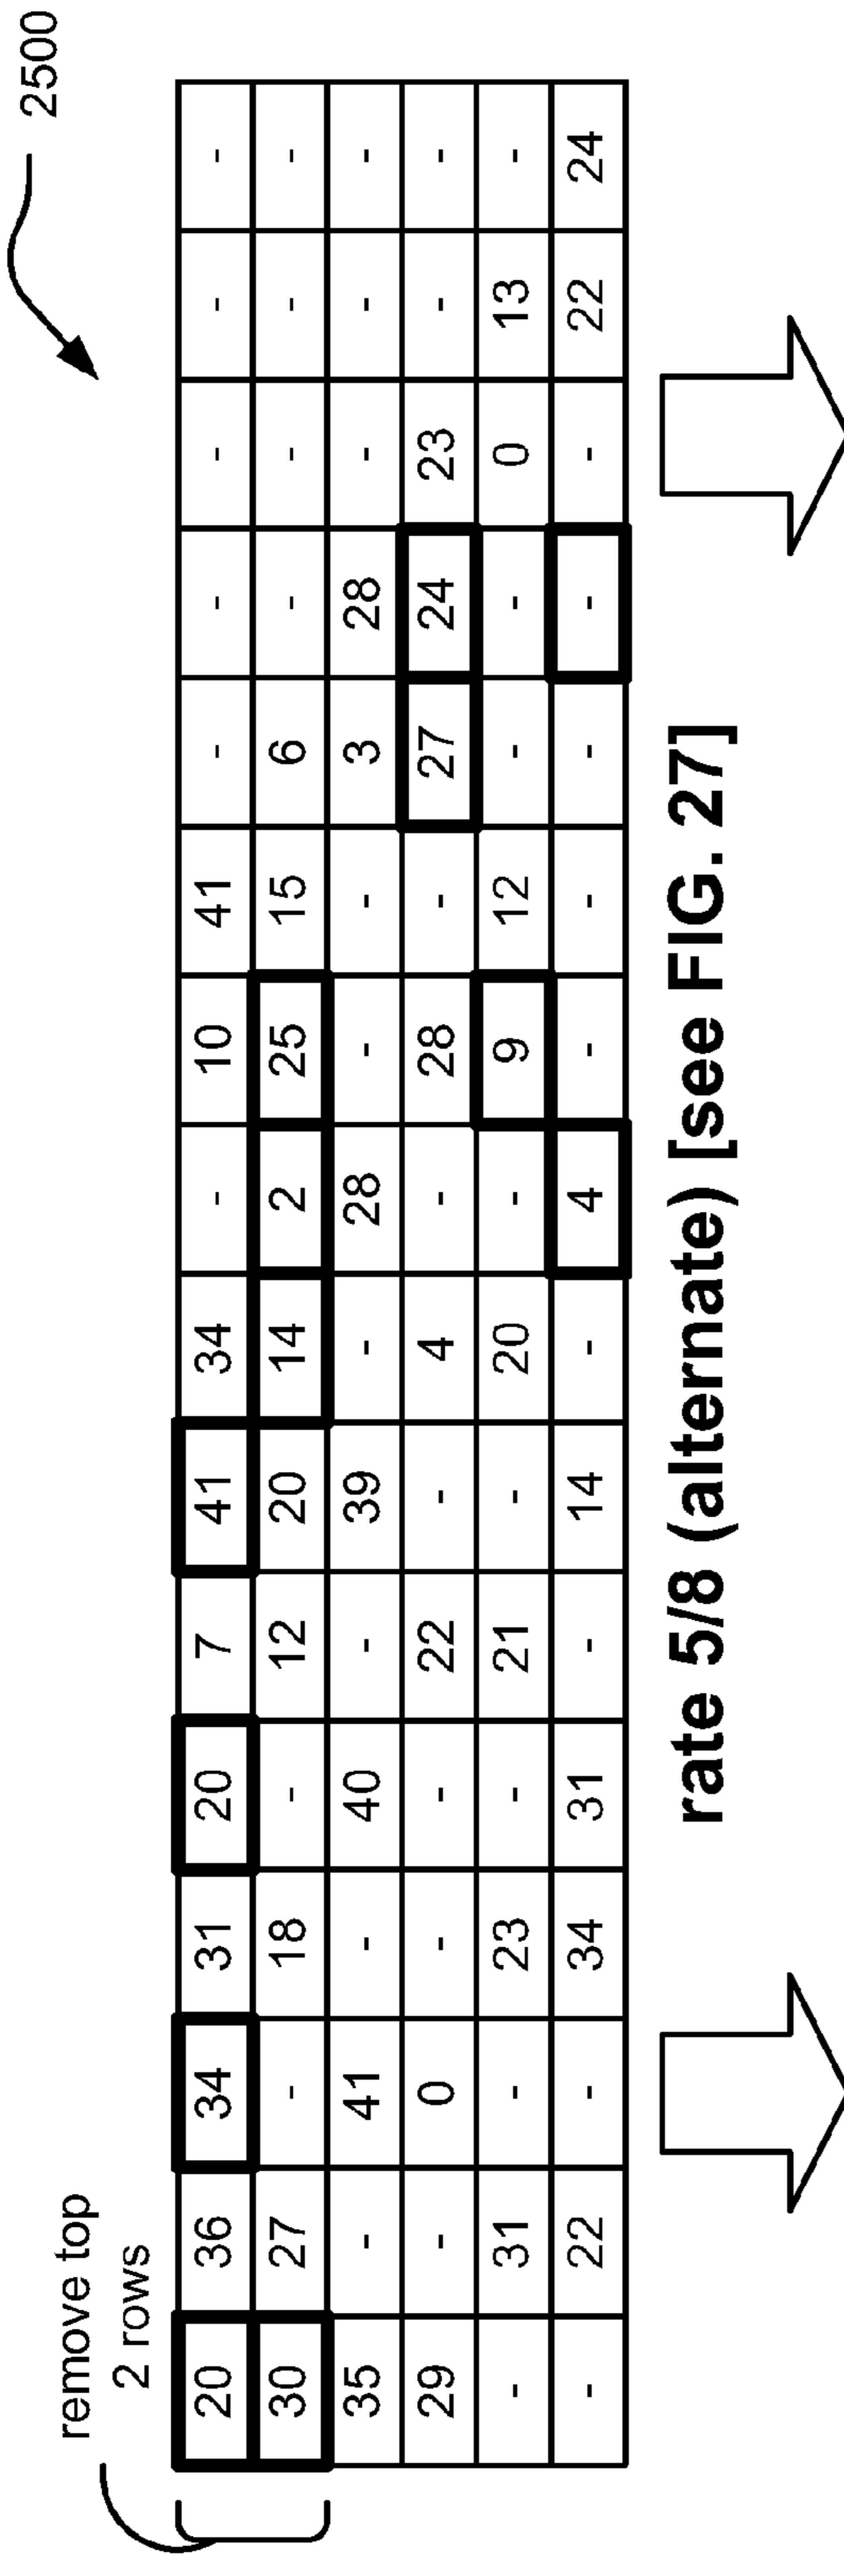 2500
remove top
2 rows
20 36 34 31 20 7 41 34 - 10 41 - - - - -
30 27 - 18 - 12 20 14 2 25 15 6 - - - -
35 - 41 - 40 - 39 - 28 - - 3 28 - - -
29 - 0 - - 22 - 4 - 28 - 27 24 23 - -
- 31 - 23 - 21 - 20 - 9 12 - - 0 13 -
- 22 - 34 31 - 14 - 4 - - - - - 22 24
rate 5/8 (alternate) [see FIG. 27]